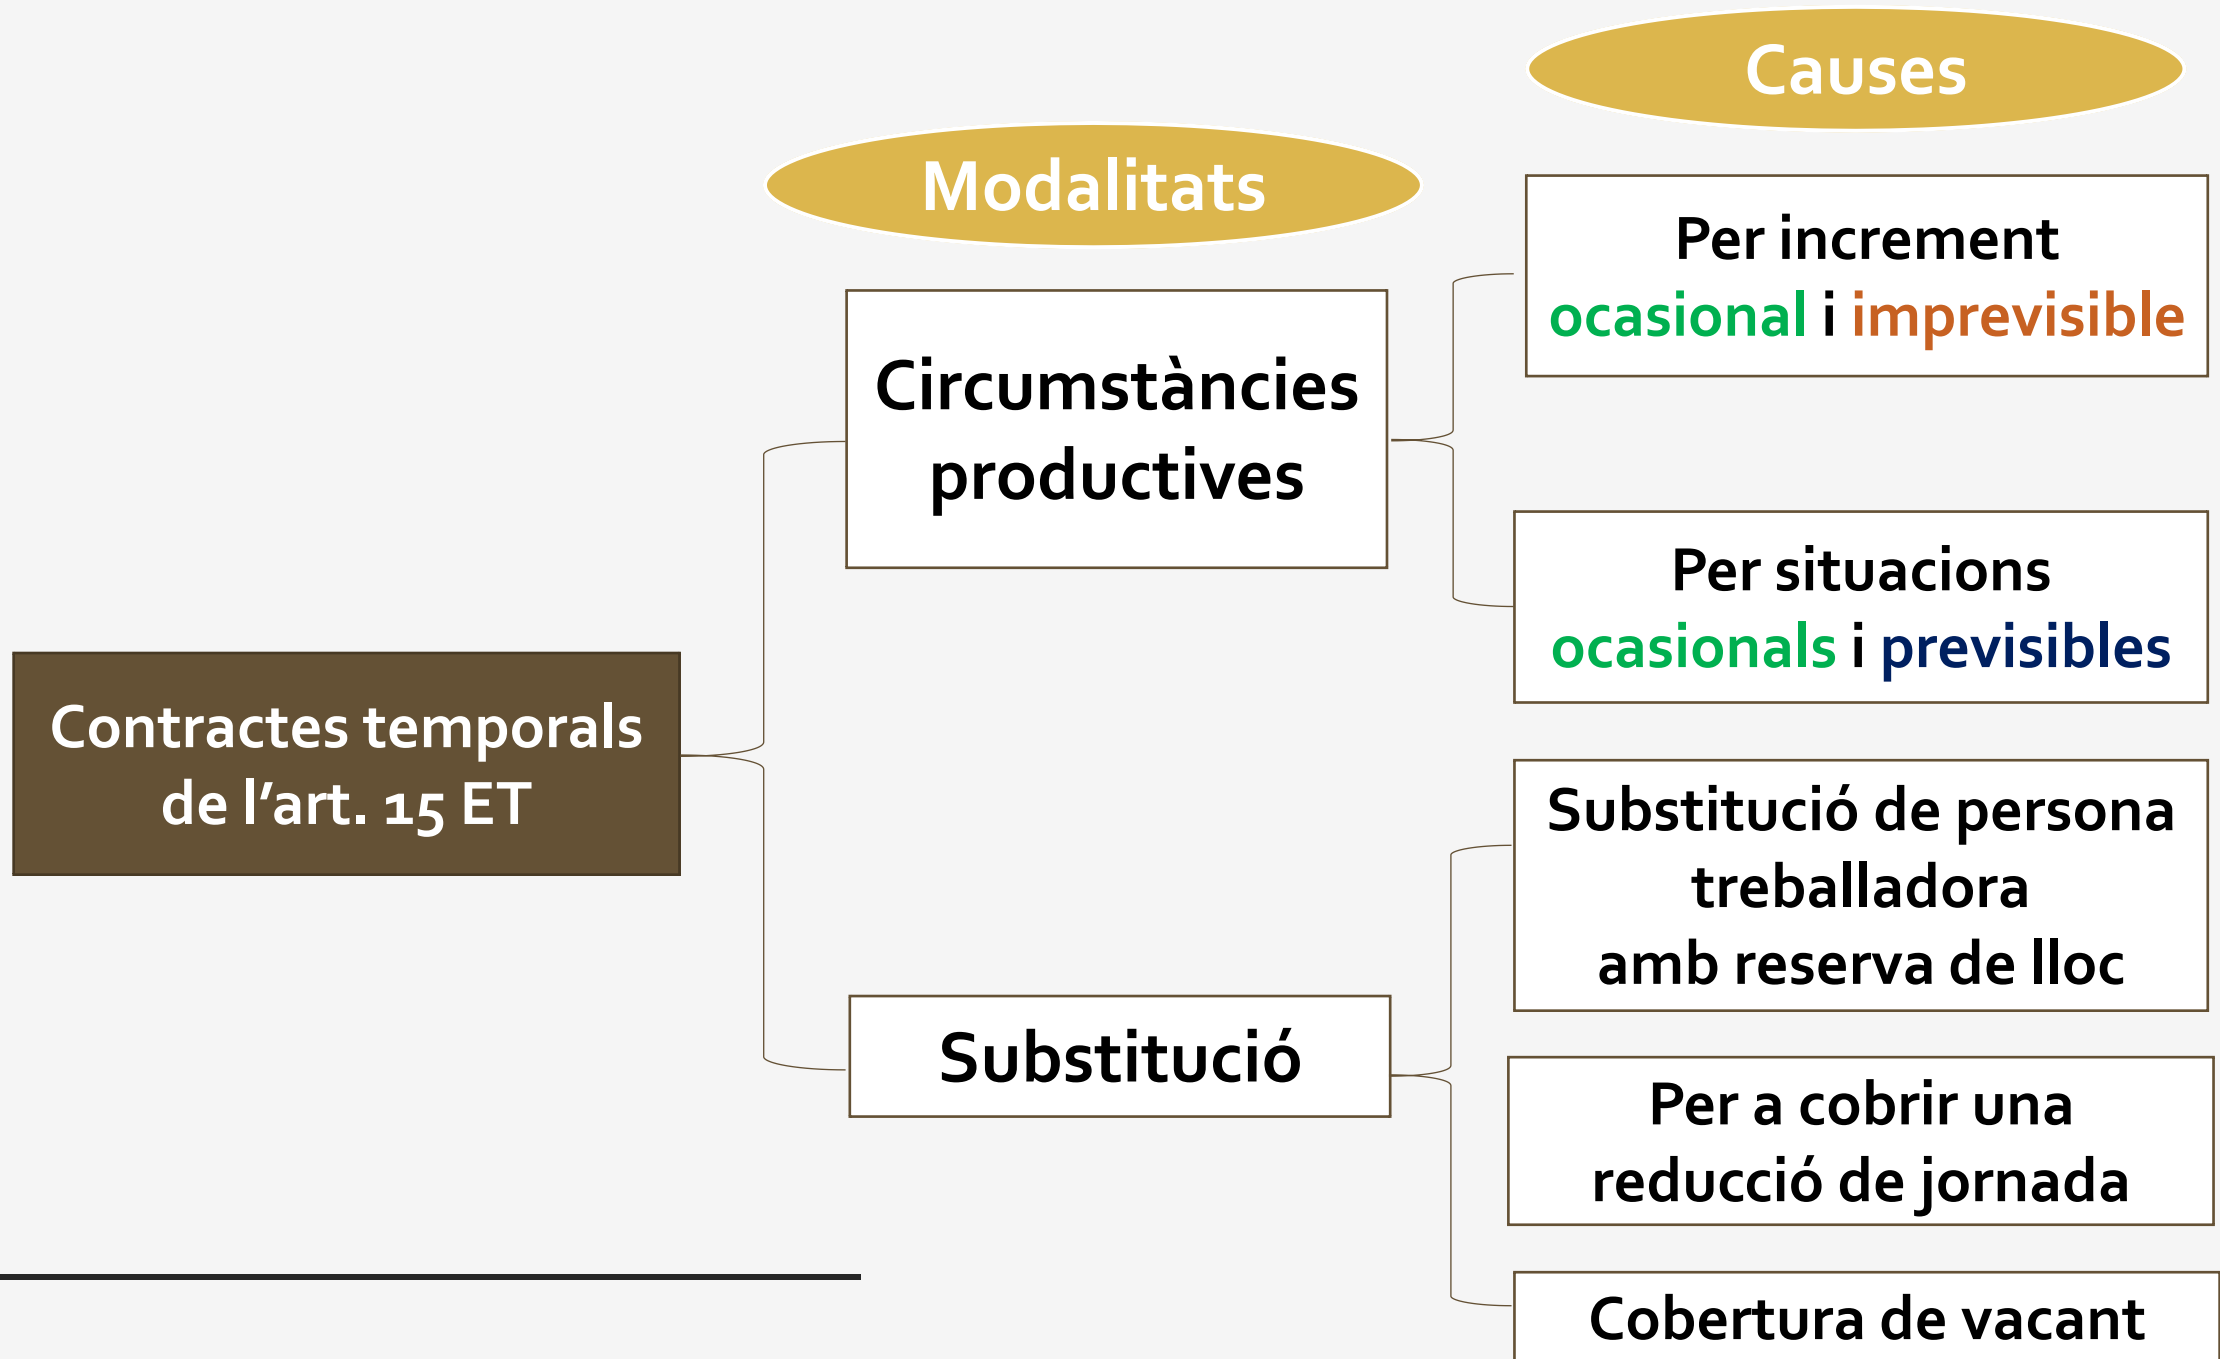 Causes
Modalitats
Per increment
ocasional i imprevisible
Circumstàncies
productives
Per situacions
ocasionals i previsibles
Contractes temporals
de l’art. 15 ET
Substitució de persona
treballadora
amb reserva de lloc
Substitució
Per a cobrir una
reducció de jornada
Cobertura de vacant